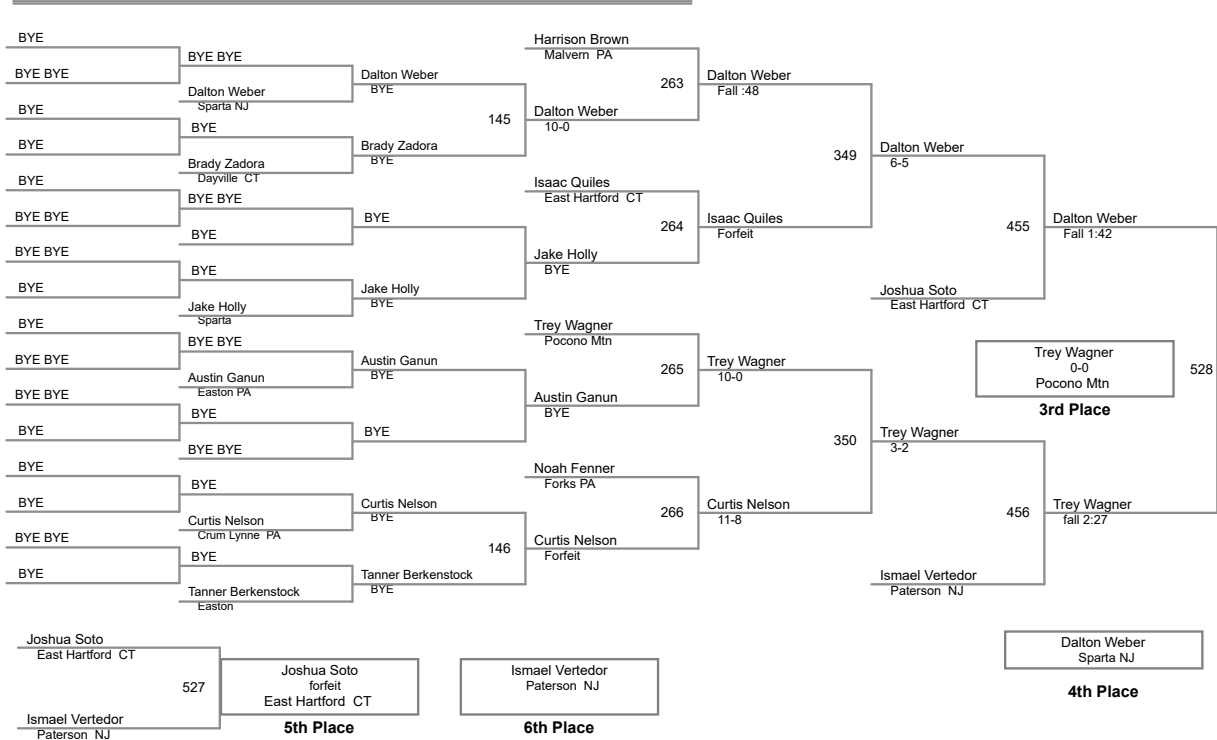 BYE
BYE BYE
BYE
BYE
BYE
BYE BYE
BYE BYE
BYE
BYE
BYE BYE
BYE BYE
BYE
BYE
BYE
BYE BYE
BYE
BYE BYE
Dalton Weber
Sparta NJ
BYE
Brady Zadora
Dayville CT
BYE BYE
BYE
BYE
Jake Holly
Sparta
BYE BYE
Austin Ganun
Easton PA
BYE
BYE BYE
BYE
Curtis Nelson
Crum Lynne PA
BYE
Tanner Berkenstock
Easton
Dalton Weber
BYE
145
Brady Zadora
BYE
BYE
Jake Holly
BYE
Austin Ganun
BYE
BYE
Curtis Nelson
BYE
146
Tanner Berkenstock
BYE
Harrison Brown
Malvern PA
263
Dalton Weber
10-0
Isaac Quiles
East Hartford CT
264
Jake Holly
BYE
Trey Wagner
Pocono Mtn
265
Austin Ganun
BYE
Noah Fenner
Forks PA
266
Curtis Nelson
Forfeit
Dalton Weber
Fall :48
349
Isaac Quiles
Forfeit
Trey Wagner
10-0
350
Curtis Nelson
11-8
Dalton Weber
6-5
455
Joshua Soto
East Hartford CT
Trey Wagner
3-2
456
Ismael Vertedor
Paterson NJ
Dalton Weber
Fall 1:42
Trey Wagner
0-0
Pocono Mtn
3rd Place
528
Trey Wagner
fall 2:27
Joshua Soto
East Hartford CT
527
Ismael Vertedor
Paterson NJ
Joshua Soto
forfeit
East Hartford CT
5th Place
Ismael Vertedor
Paterson NJ
6th Place
Dalton Weber
Sparta NJ
4th Place